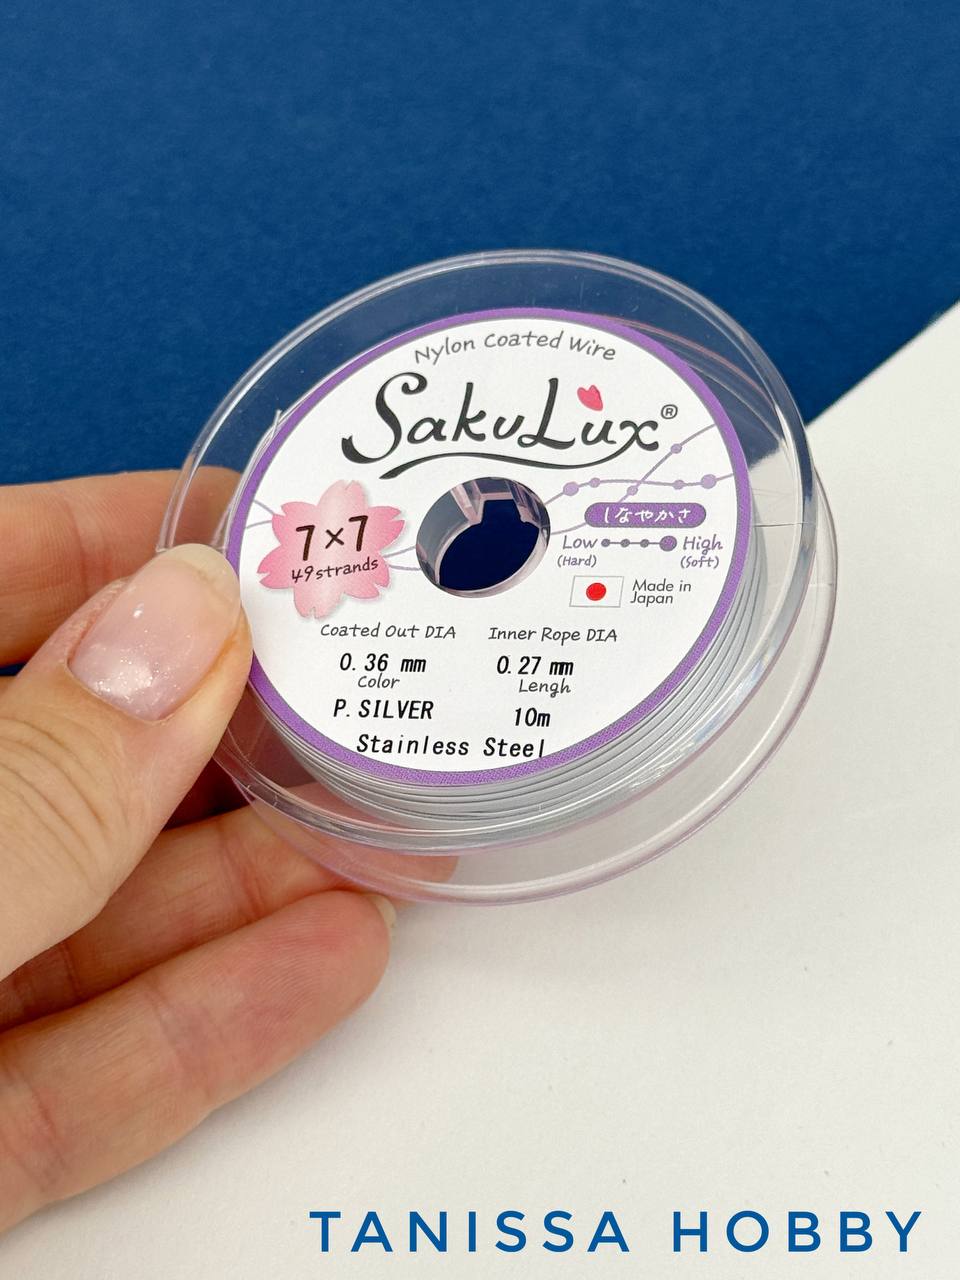 Nylon Coated Wire
SakuLux®
7×7
49strands
しなやかさ
Low High
(Hard) (Soft)
Made in
Japan
Coated Out DIA Inner Rope DIA
0.36 mm 0.27 mm
Color Lengh
P.SILVER 10m
Stainless Steel
TANISSA HOBBY